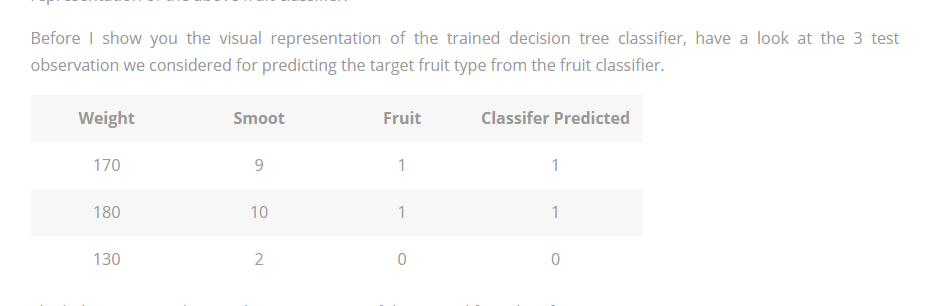 Before I show you the visual representation of the trained decision tree classifier, have a look at the 3 test
observation we considered for predicting the target fruit type from the fruit classifier.
Weight Smoot Fruit Classifer Predicted
170 9 1 1
180 10 1 1
130 2 0 0